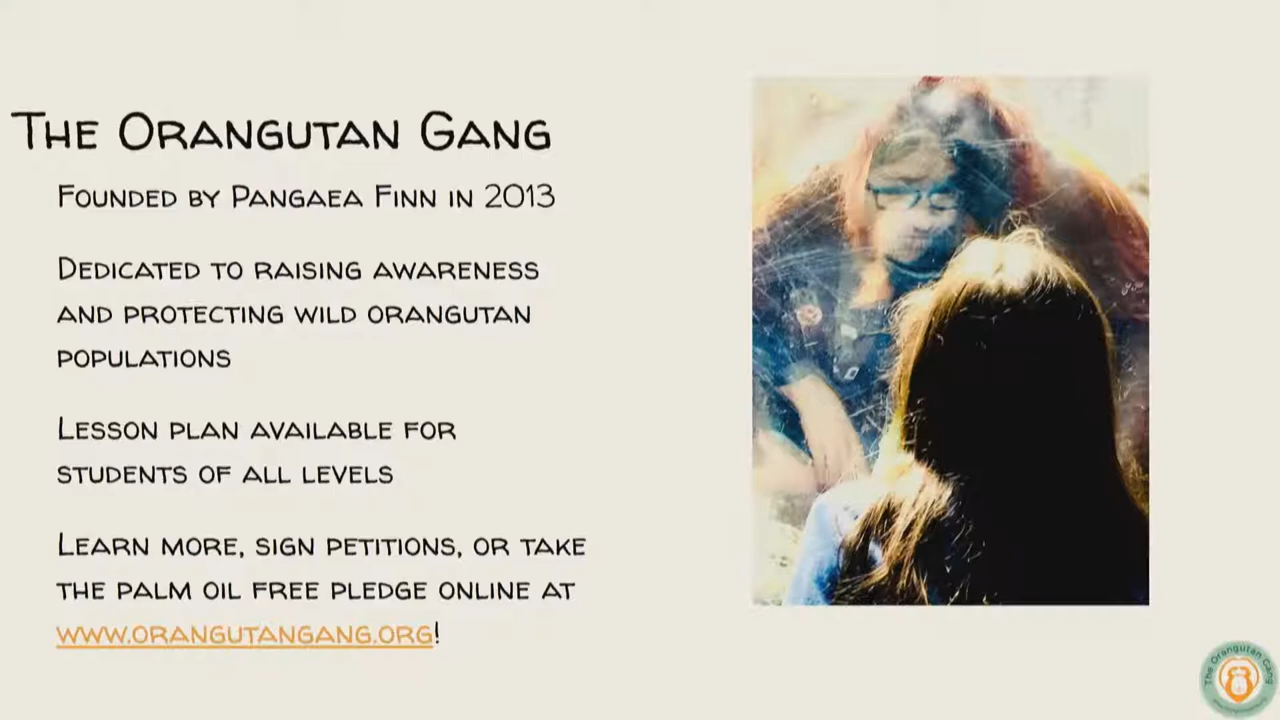 The Orangutan Gang
Founded by Pangaea Finn in 2013
Dedicated to raising awareness
and protecting wild orangutan
populations
Lesson plan available for
students of all levels
Learn more, sign petitions, or take
the palm oil free pledge online at
www.orangutangang.org!
The Orangutan Gang